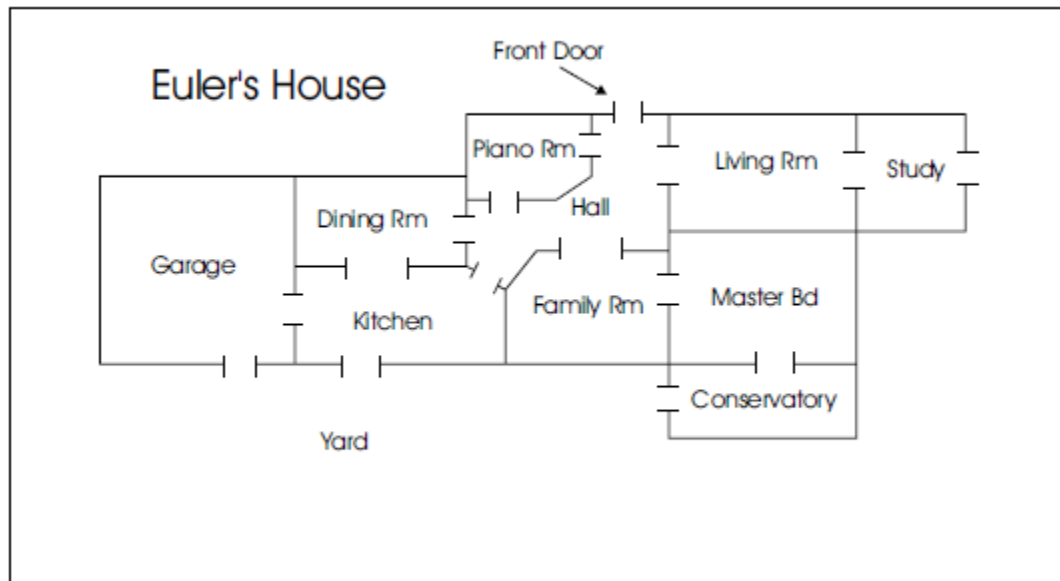 Front Door
Euler's House
Piano Rm
Living Rm
Study
Dining Rm
Hall
Garage
Family Rm
Master Bd
Kitchen
Conservatory
Yard